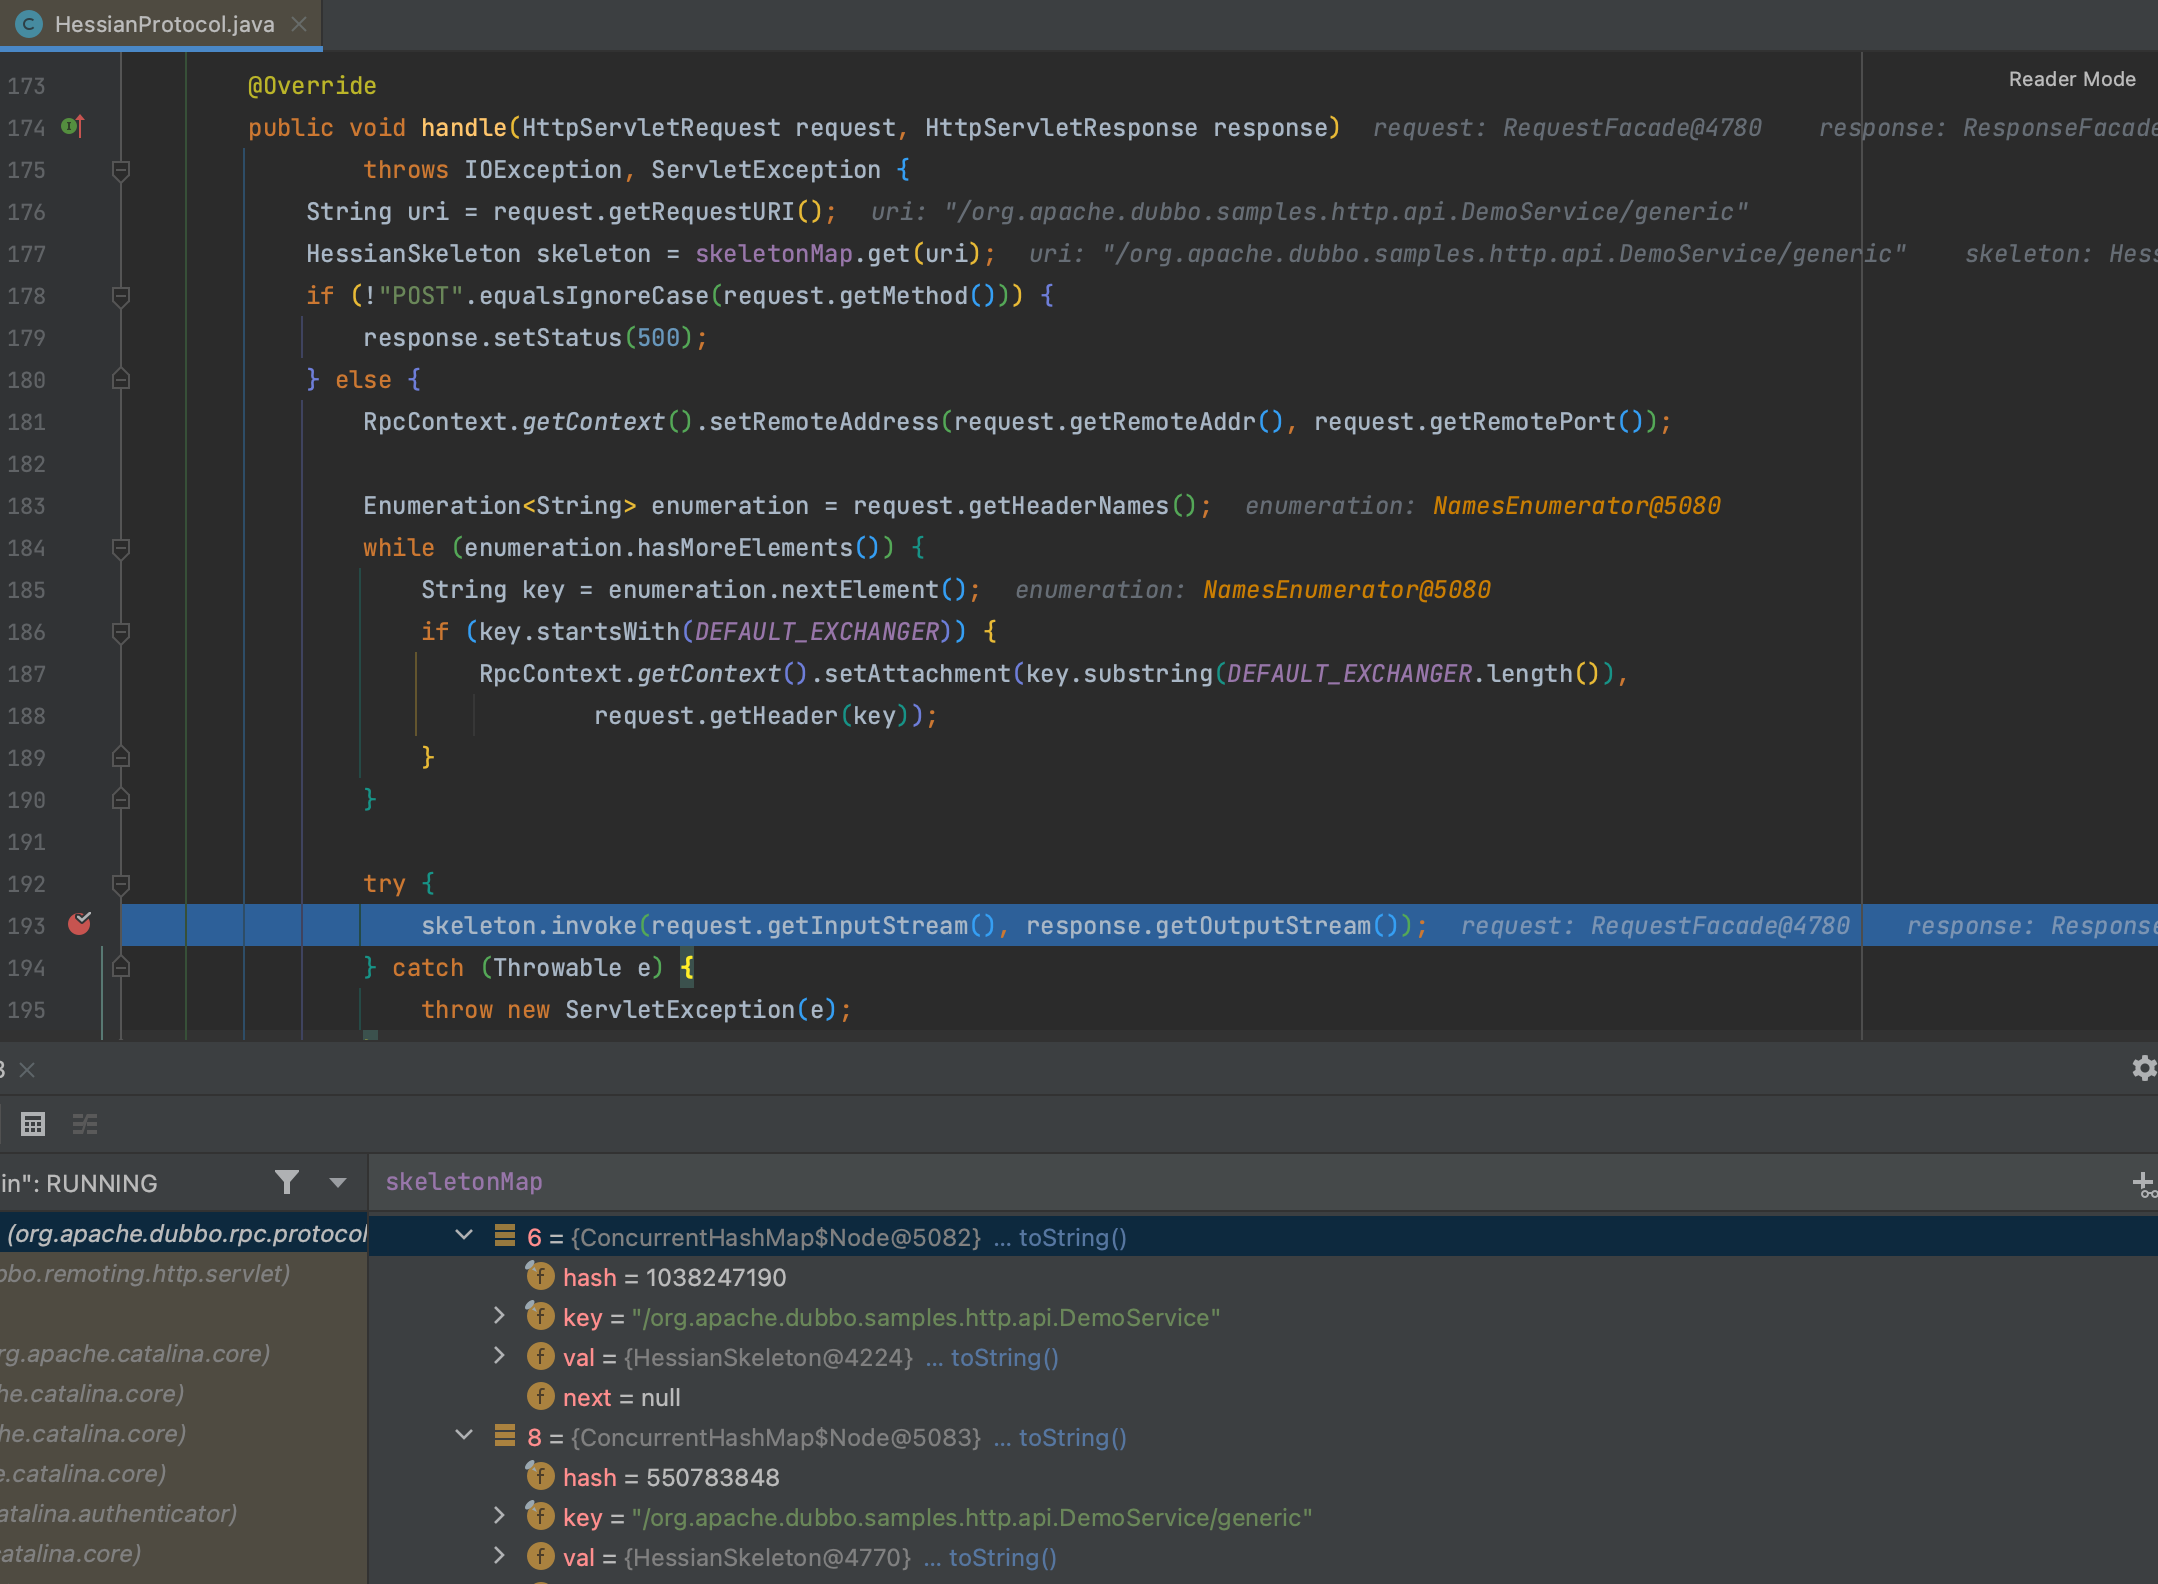 HessianProtocol.java
Reader Mode
173 @Override
174 public void handle(HttpServletRequest request, HttpServletResponse response) request: RequestFacade@4780 response: ResponseFacade
175 throws IOException, ServletException {
176 String uri = request.getRequestURI(); uri: "/org.apache.dubbo.samples.http.api.DemoService/generic"
177 HessianSkeleton skeleton = skeletonMap.get(uri); uri: "/org.apache.dubbo.samples.http.api.DemoService/generic" skeleton: Hess
178 if (!"POST".equalsIgnoreCase(request.getMethod())) {
179 response.setStatus(500);
180 } else {
181 RpcContext.getContext().setRemoteAddress(request.getRemoteAddr(), request.getRemotePort());
182
183 Enumeration<String> enumeration = request.getHeaderNames(); enumeration: NamesEnumerator@5080
184 while (enumeration.hasMoreElements()) {
185 String key = enumeration.nextElement(); enumeration: NamesEnumerator@5080
186 if (key.startsWith(DEFAULT_EXCHANGER)) {
187 RpcContext.getContext().setAttachment(key.substring(DEFAULT_EXCHANGER.length()),
188 request.getHeader(key));
189 }
190 }
191
192 try {
193 skeleton.invoke(request.getInputStream(), response.getOutputStream()); request: RequestFacade@4780 response: Response
194 } catch (Throwable e) {
195 throw new ServletException(e);
in": RUNNING
skeletonMap
(org.apache.dubbo.rpc.protocol
bbo.remoting.http.servlet)
rg.apache.catalina.core)
he.catalina.core)
he.catalina.core)
e.catalina.core)
atalina.authenticator)
catalina.core)
6 = {ConcurrentHashMap$Node@5082} ... toString()
hash = 1038247190
key = "/org.apache.dubbo.samples.http.api.DemoService"
val = {HessianSkeleton@4224} ... toString()
next = null
8 = {ConcurrentHashMap$Node@5083} ... toString()
hash = 550783848
key = "/org.apache.dubbo.samples.http.api.DemoService/generic"
val = {HessianSkeleton@4770} ... toString()